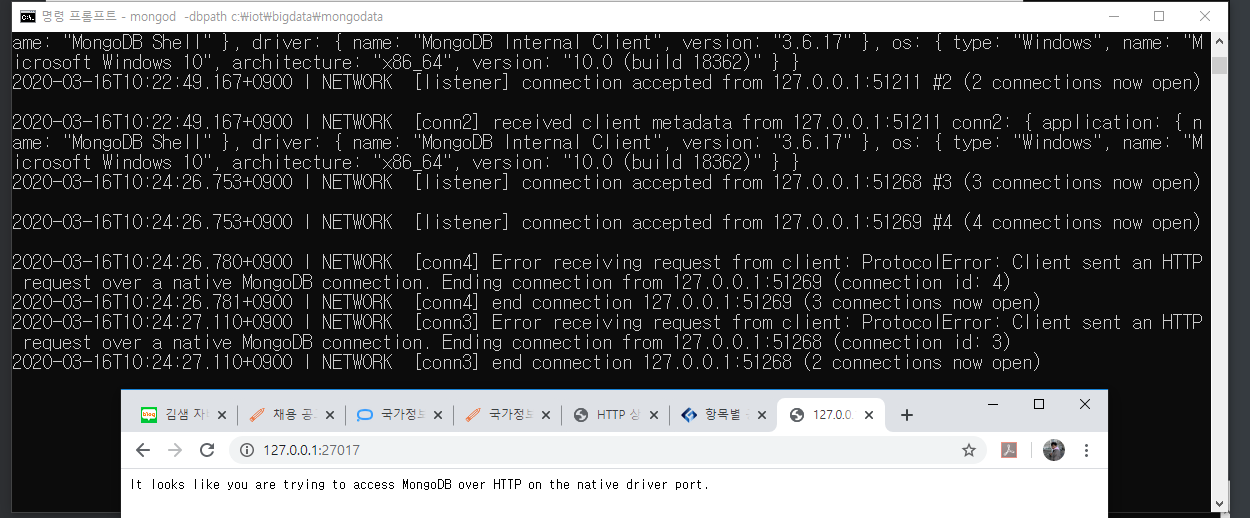 명령 프롬프트 - mongod -dbpath c:￦iot￦bigdata￦mongodata
ame: "MongoDB Shell" }, driver: { name: "MongoDB Internal Client", version: "3.6.17" }, os: { type: "Windows", name: "M
icrosoft Windows 10", architecture: "x86_64", version: "10.0 (build 18362)" } }
2020-03-16T10:22:49.167+0900 | NETWORK  [listener] connection accepted from 127.0.0.1:51211 #2 (2 connections now open)
2020-03-16T10:22:49.167+0900 | NETWORK  [conn2] received client metadata from 127.0.0.1:51211 conn2: { application: { n
ame: "MongoDB Shell" }, driver: { name: "MongoDB Internal Client", version: "3.6.17" }, os: { type: "Windows", name: "M
icrosoft Windows 10", architecture: "x86_64", version: "10.0 (build 18362)" } }
2020-03-16T10:24:26.753+0900 | NETWORK  [listener] connection accepted from 127.0.0.1:51268 #3 (3 connections now open)
2020-03-16T10:24:26.753+0900 | NETWORK  [listener] connection accepted from 127.0.0.1:51269 #4 (4 connections now open)
2020-03-16T10:24:26.780+0900 | NETWORK  [conn4] Error receiving request from client: ProtocolError: Client sent an HTTP
request over a native MongoDB connection. Ending connection from 127.0.0.1:51269 (connection id: 4)
2020-03-16T10:24:26.781+0900 | NETWORK  [conn4] end connection 127.0.0.1:51269 (3 connections now open)
2020-03-16T10:24:27.110+0900 | NETWORK  [conn3] Error receiving request from client: ProtocolError: Client sent an HTTP
request over a native MongoDB connection. Ending connection from 127.0.0.1:51268 (connection id: 3)
2020-03-16T10:24:27.110+0900 | NETWORK  [conn3] end connection 127.0.0.1:51268 (2 connections now open)
blog 김샘 채용 공 국가정보 국가정보 HTTP 상 항목별 127.0.0.
127.0.0.1:27017
It looks like you are trying to access MongoDB over HTTP on the native driver port.